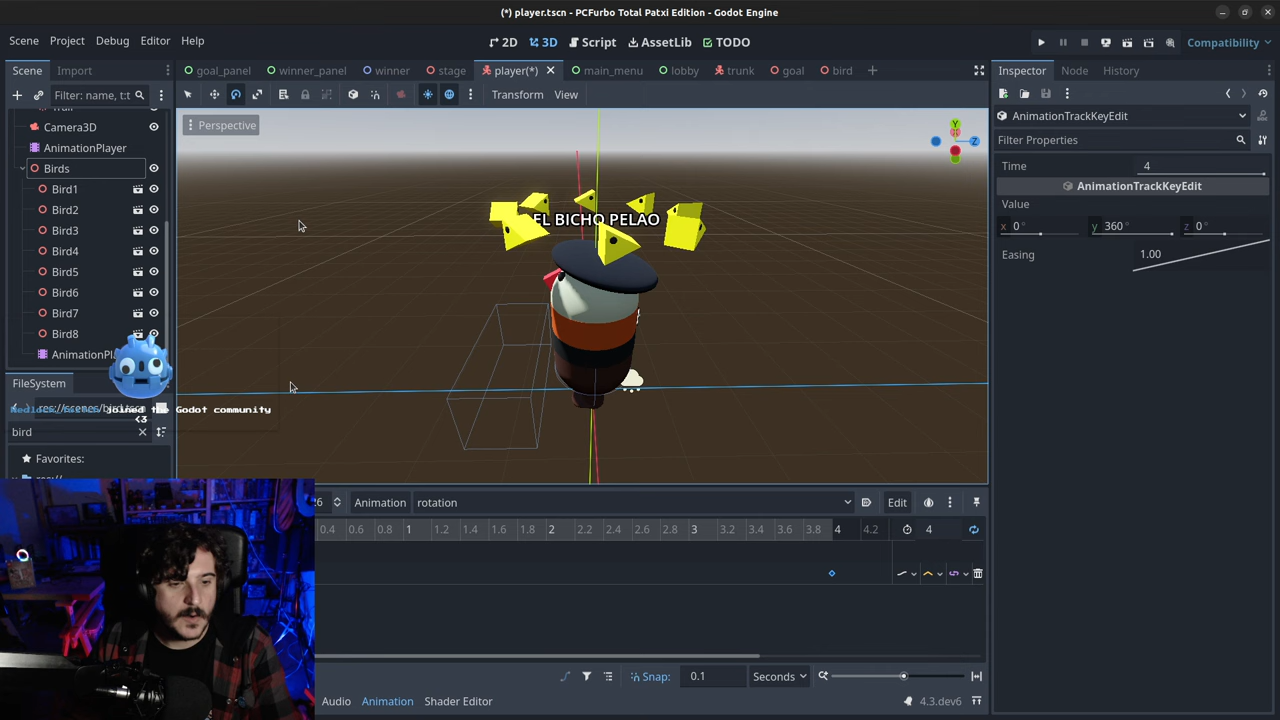 (*) player.tscn - PCFurbo Total Patxi Edition - Godot Engine
Scene Project Debug Editor Help
2D 3D Script AssetLib TODO
Compatibility
Scene Import
goal_panel winner_panel winner stage player(*) main_menu lobby trunk goal bird
Inspector Node History
Filter: name, t:t
Transform View
AnimationTrackKeyEdit
Perspective
Y
Z
Filter Properties
Camera3D
AnimationPlayer
Birds
Bird1
Bird2
Bird3
Bird4
Bird5
Bird6
Bird7
Bird8
AnimationPl
EL BICHO PELAO
Time 4
AnimationTrackKeyEdit
Value
x 0° y 360° z 0°
Easing 1.00
FileSystem
joined the Godot community
<3
bird
Favorites:
Animation rotation Edit
0.4 0.6 0.8 1 1.2 1.4 1.6 1.8 2 2.2 2.4 2.6 2.8 3 3.2 3.4 3.6 3.8 4 4.2 4
Snap: 0.1 Seconds
Audio Animation Shader Editor
4.3.dev6